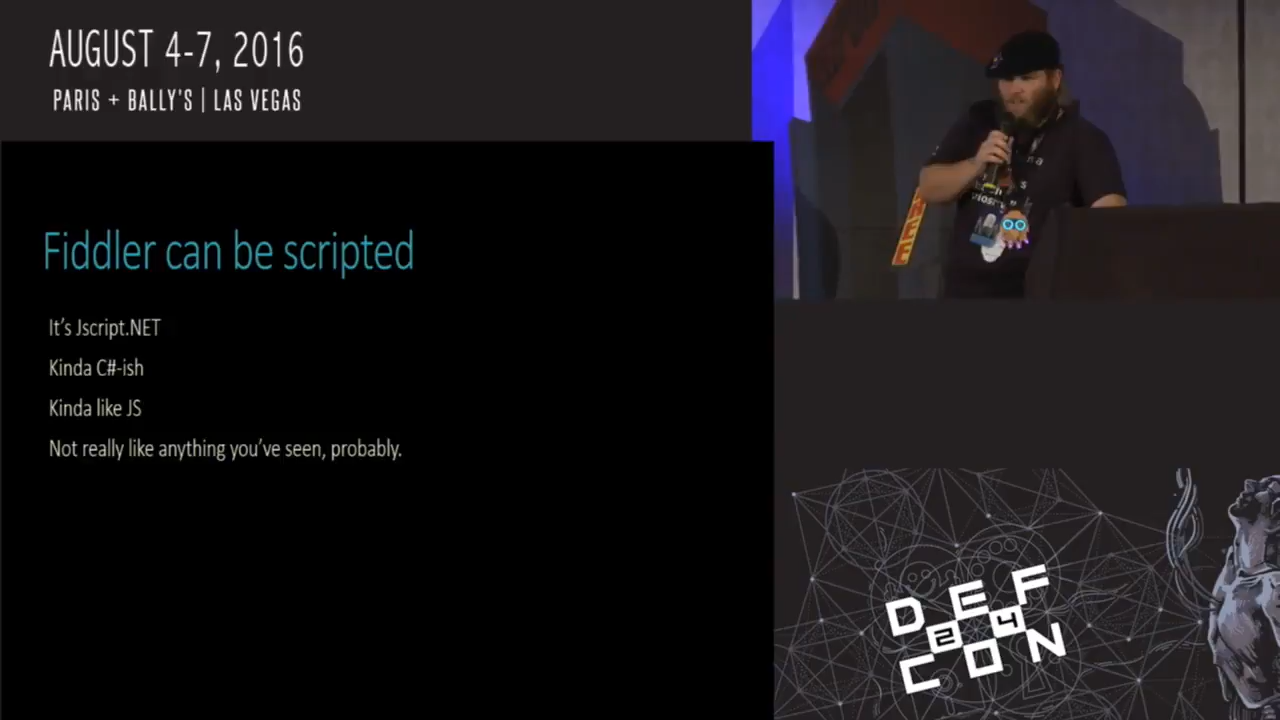 AUGUST 4-7, 2016
PARIS + BALLY'S | LAS VEGAS
Fiddler can be scripted
It's Jscript.NET
Kinda C#-ish
Kinda like JS
Not really like anything you've seen, probably.
DEF
24
CON